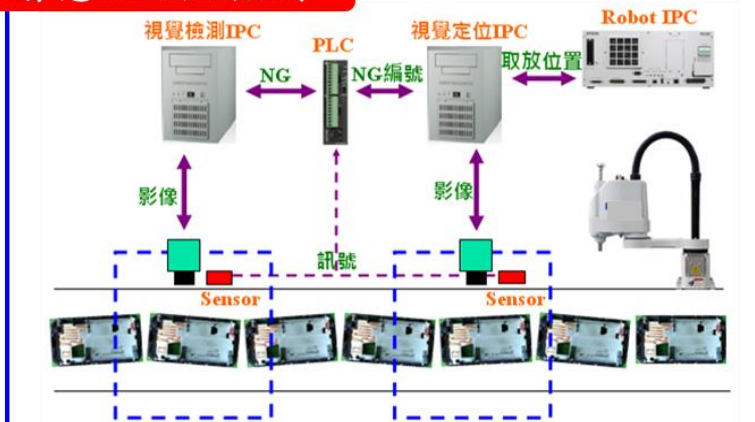 視覺檢測IPC
PLC
視覺定位IPC
Robot IPC
NG
NG編號
取放位置
影像
影像
訊號
Sensor
Sensor